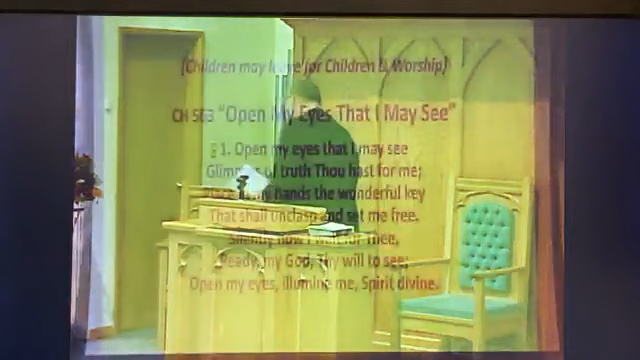 (Children may leave for Children's Worship)
CH 583 "Open My Eyes That I May See"
1. Open my eyes that I may see
Glimpses of truth Thou hast for me;
my hands the wonderful key
That shall unclasp and set me free.
Silently now I wait for Thee,
Ready, my God, Thy will to see;
Open my eyes, illumine me, Spirit divine.